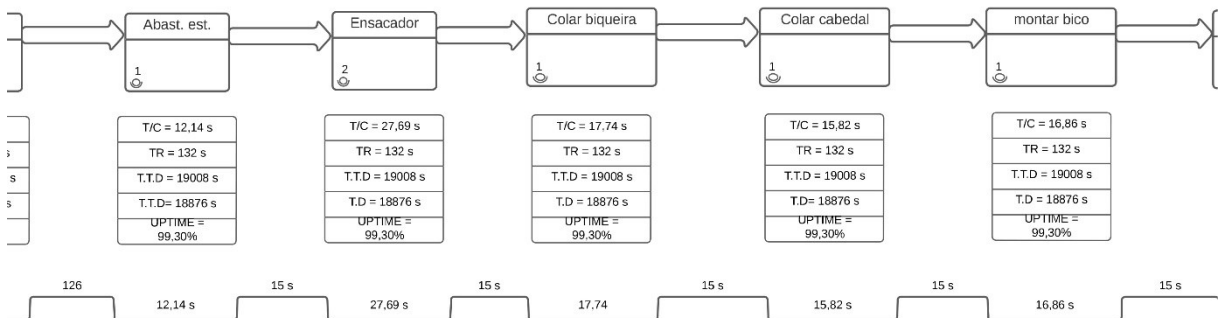 Abast. est.
1
Ensacador
2
Colar biqueira
1
Colar cabedal
1
montar bico
1
s
s
s
T/C = 12,14 s
TR = 132 s
T.T.D = 19008 s
T.T.D= 18876 s
UPTIME =
99,30%
T/C = 27,69 s
TR = 132 s
T.T.D = 19008 s
T.D = 18876 s
UPTIME =
99,30%
T/C = 17,74 s
TR = 132 s
T.T.D = 19008 s
T.D = 18876 s
UPTIME =
99,30%
T/C = 15,82 s
TR = 132 s
T.T.D = 19008 s
T.D= 18876 s
UPTIME =
99,30%
T/C = 16,86 s
TR = 132 s
T.T.D = 19008 s
T.D = 18876 s
UPTIME =
99,30%
126
12,14 s
15 s
27,69 s
15 s
17,74
15 s
15,82 s
15 s
16,86 s
15 s